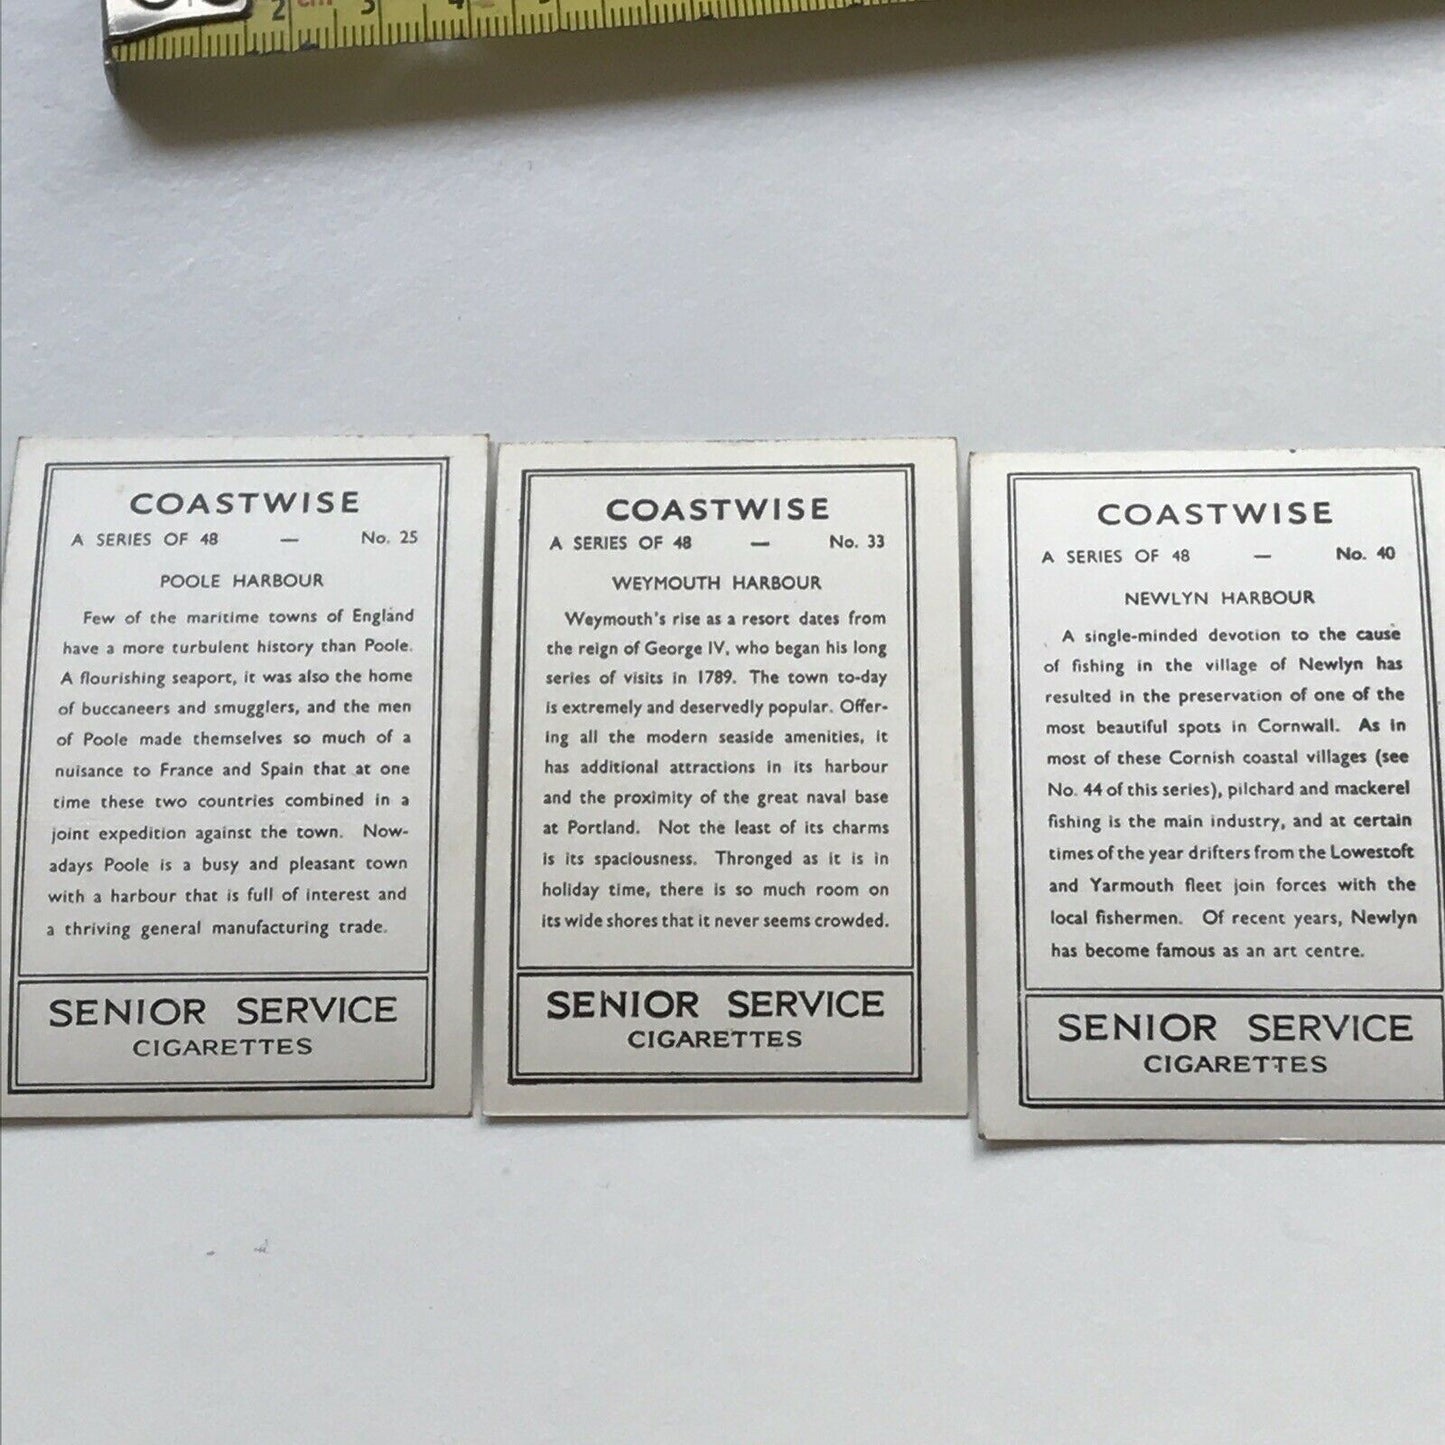 2 cm 3 4 5
COASTWISE
A SERIES OF 48 — No. 25
POOLE HARBOUR
Few of the maritime towns of England
have a more turbulent history than Poole.
A flourishing seaport, it was also the home
of buccaneers and smugglers, and the men
of Poole made themselves so much of a
nuisance to France and Spain that at one
time these two countries combined in a
joint expedition against the town. Now-
adays Poole is a busy and pleasant town
with a harbour that is full of interest and
a thriving general manufacturing trade.
SENIOR SERVICE
CIGARETTES
COASTWISE
A SERIES OF 48 — No. 33
WEYMOUTH HARBOUR
Weymouth's rise as a resort dates from
the reign of George IV, who began his long
series of visits in 1789. The town to-day
is extremely and deservedly popular. Offer-
ing all the modern seaside amenities, it
has additional attractions in its harbour
and the proximity of the great naval base
at Portland. Not the least of its charms
is its spaciousness. Thronged as it is in
holiday time, there is so much room on
its wide shores that it never seems crowded.
SENIOR SERVICE
CIGARETTES
COASTWISE
A SERIES OF 48 — No. 40
NEWLYN HARBOUR
A single-minded devotion to the cause
of fishing in the village of Newlyn has
resulted in the preservation of one of the
most beautiful spots in Cornwall. As in
most of these Cornish coastal villages (see
No. 44 of this series), pilchard and mackerel
fishing is the main industry, and at certain
times of the year drifters from the Lowestoft
and Yarmouth fleet join forces with the
local fishermen. Of recent years, Newlyn
has become famous as an art centre.
SENIOR SERVICE
CIGARETTES